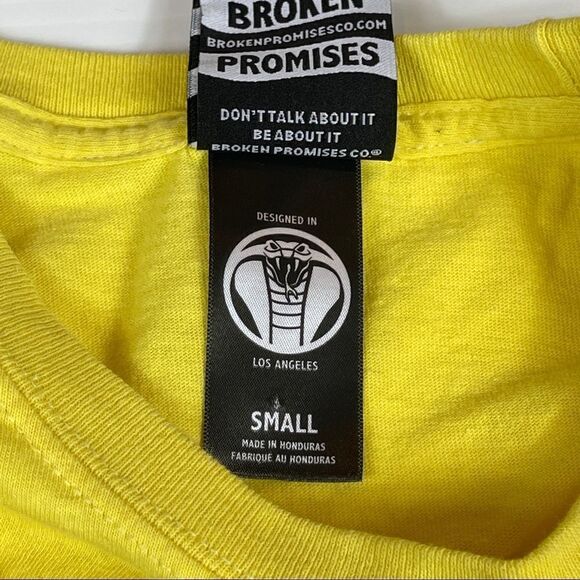 BROKEN
BROKENPROMISESCO.COM
PROMISES
DON'T TALK ABOUT IT
BE ABOUT IT
BROKEN PROMISES CO®
DESIGNED IN
LOS ANGELES
SMALL
MADE IN HONDURAS
FABRIQUÉ AU HONDURAS